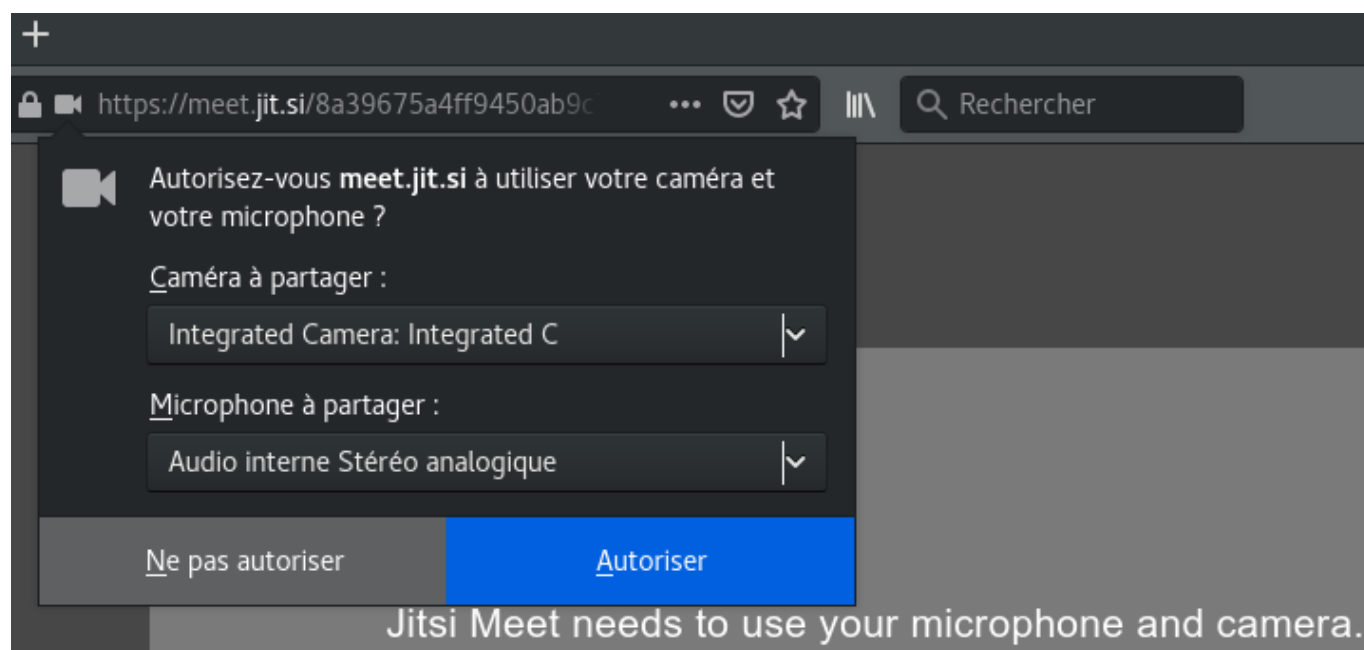 https://meet.jit.si/8a39675a4ff9450ab9c
Rechercher
Autorisez-vous meet.jit.si à utiliser votre caméra et
votre microphone ?
Caméra à partager :
Integrated Camera: Integrated C
Microphone à partager :
Audio interne Stéréo analogique
Ne pas autoriser
Autoriser
Jitsi Meet needs to use your microphone and camera.